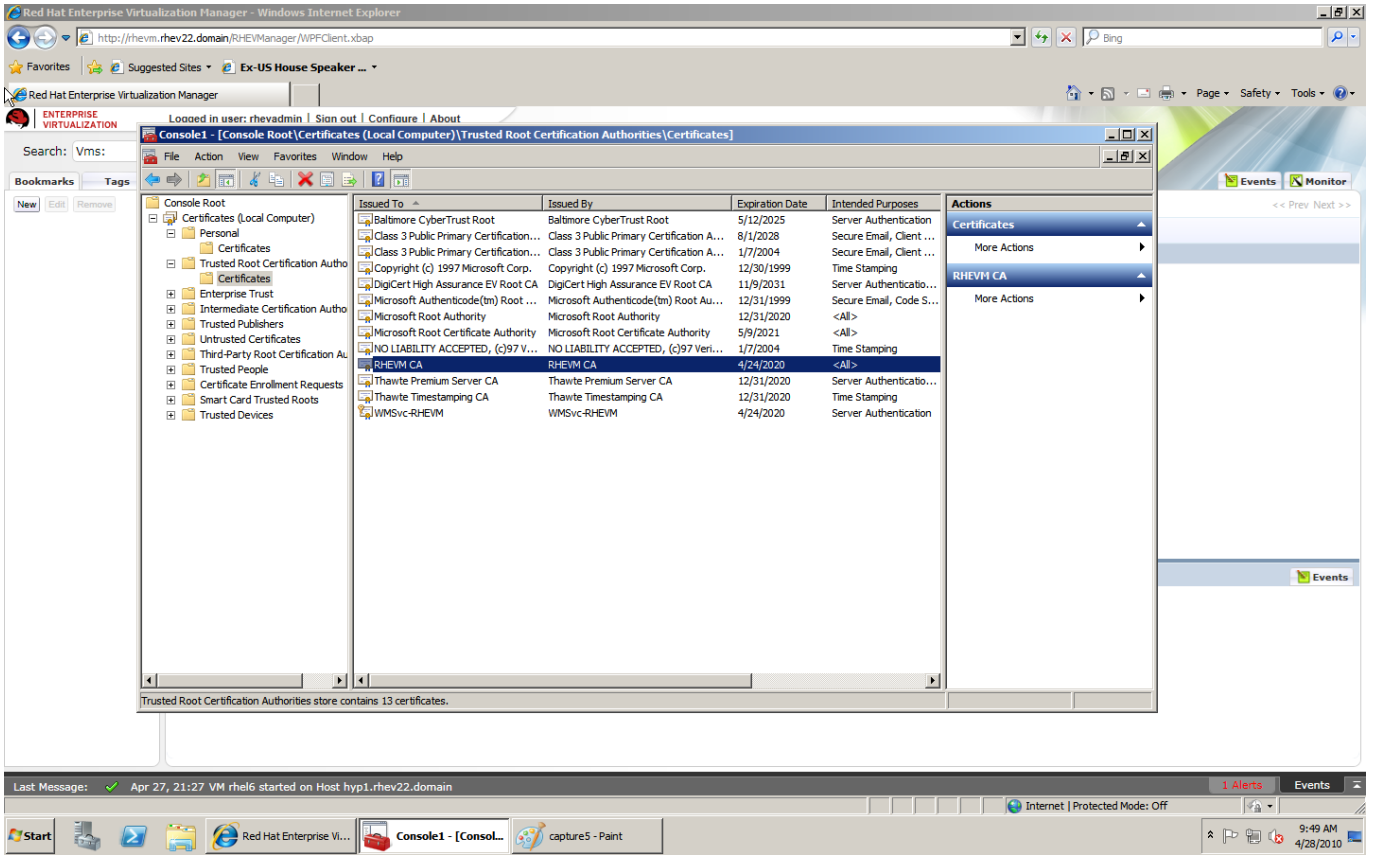 Red Hat Enterprise Virtualization Manager - Windows Internet Explorer
http://rhevm.rhev22.domain/RHEVManager/WPFClient.xbap
Bing
Favorites Suggested Sites Ex-US House Speaker ...
Red Hat Enterprise Virtualization Manager
Page Safety Tools
ENTERPRISE
VIRTUALIZATION
Logged in user: rhevadmin | Sign out | Configure | About
Search: Vms:
Bookmarks Tags
New Edit Remove
Events Monitor
<< Prev Next >>
Console1 - [Console Root\Certificates (Local Computer)\Trusted Root Certification Authorities\Certificates]
File Action View Favorites Window Help
Console Root
Certificates (Local Computer)
Personal
Certificates
Trusted Root Certification Autho
Certificates
Enterprise Trust
Intermediate Certification Autho
Trusted Publishers
Untrusted Certificates
Third-Party Root Certification Au
Trusted People
Certificate Enrollment Requests
Smart Card Trusted Roots
Trusted Devices
Issued To Issued By Expiration Date Intended Purposes
Baltimore CyberTrust Root Baltimore CyberTrust Root 5/12/2025 Server Authentication
Class 3 Public Primary Certification... Class 3 Public Primary Certification A... 8/1/2028 Secure Email, Client ...
Class 3 Public Primary Certification... Class 3 Public Primary Certification A... 1/7/2004 Secure Email, Client ...
Copyright (c) 1997 Microsoft Corp. Copyright (c) 1997 Microsoft Corp. 12/30/1999 Time Stamping
DigiCert High Assurance EV Root CA DigiCert High Assurance EV Root CA 11/9/2031 Server Authenticatio...
Microsoft Authenticode(tm) Root ... Microsoft Authenticode(tm) Root Au... 12/31/1999 Secure Email, Code S...
Microsoft Root Authority Microsoft Root Authority 12/31/2020 <All>
Microsoft Root Certificate Authority Microsoft Root Certificate Authority 5/9/2021 <All>
NO LIABILITY ACCEPTED, (c)97 V... NO LIABILITY ACCEPTED, (c)97 Veri... 1/7/2004 Time Stamping
RHEVM CA RHEVM CA 4/24/2020 <All>
Thawte Premium Server CA Thawte Premium Server CA 12/31/2020 Server Authenticatio...
Thawte Timestamping CA Thawte Timestamping CA 12/31/2020 Time Stamping
WMSvc-RHEVM WMSvc-RHEVM 4/24/2020 Server Authentication
Actions
Certificates
More Actions
RHEVM CA
More Actions
Trusted Root Certification Authorities store contains 13 certificates.
Events
Last Message: Apr 27, 21:27 VM rhel6 started on Host hyp1.rhev22.domain
1 Alerts Events
Internet | Protected Mode: Off
Start
Red Hat Enterprise Vi...
Console1 - [Consol...
capture5 - Paint
9:49 AM
4/28/2010